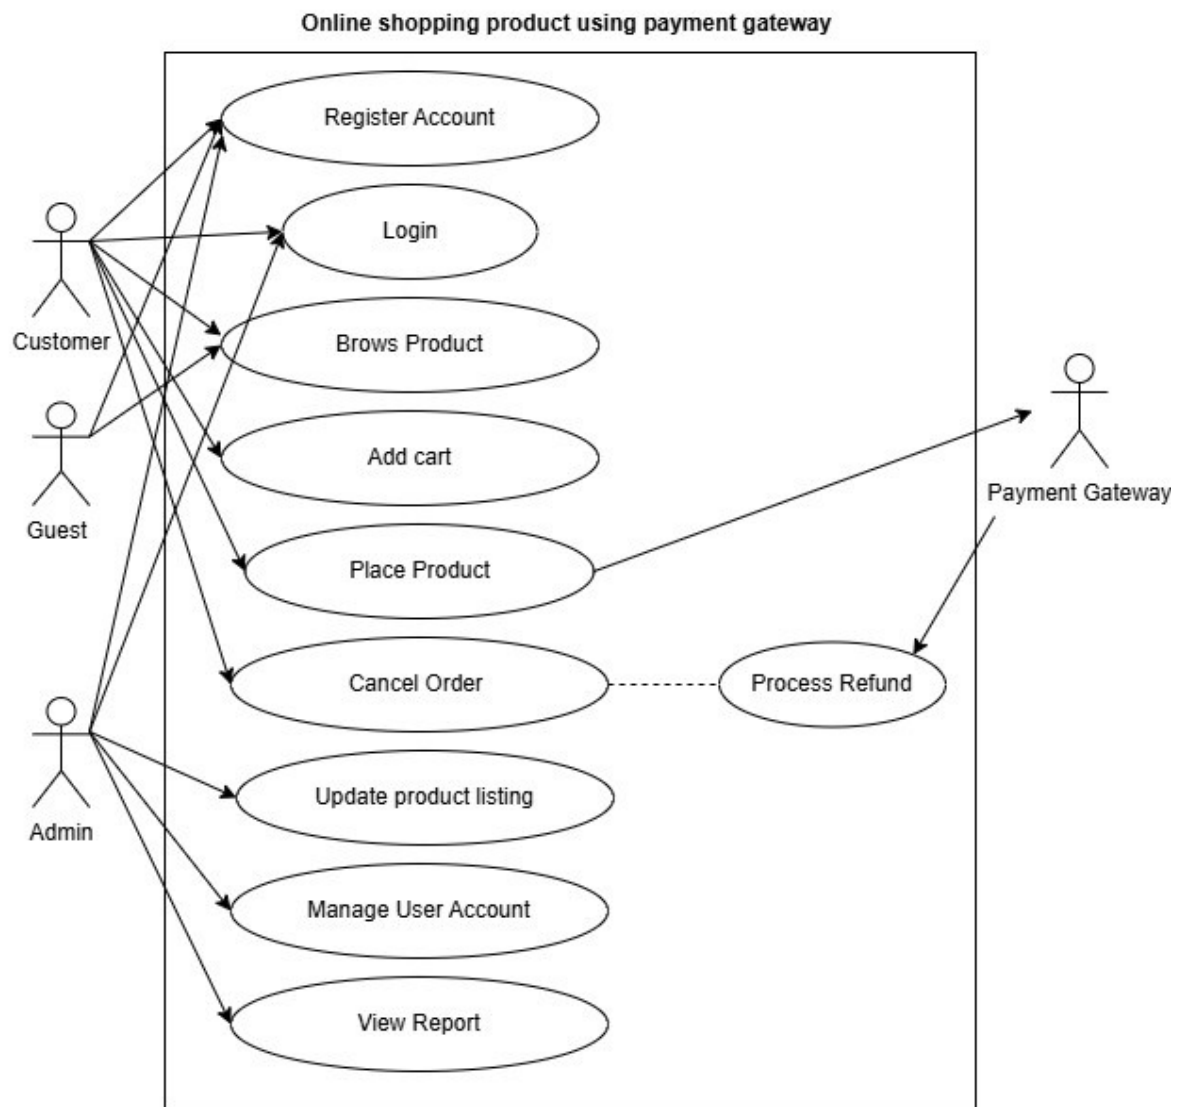 Online shopping product using payment gateway
Register Account
Login
Customer
Brows Product
Guest
Add cart
Payment Gateway
Place Product
Cancel Order
Process Refund
Admin
Update product listing
Manage User Account
View Report